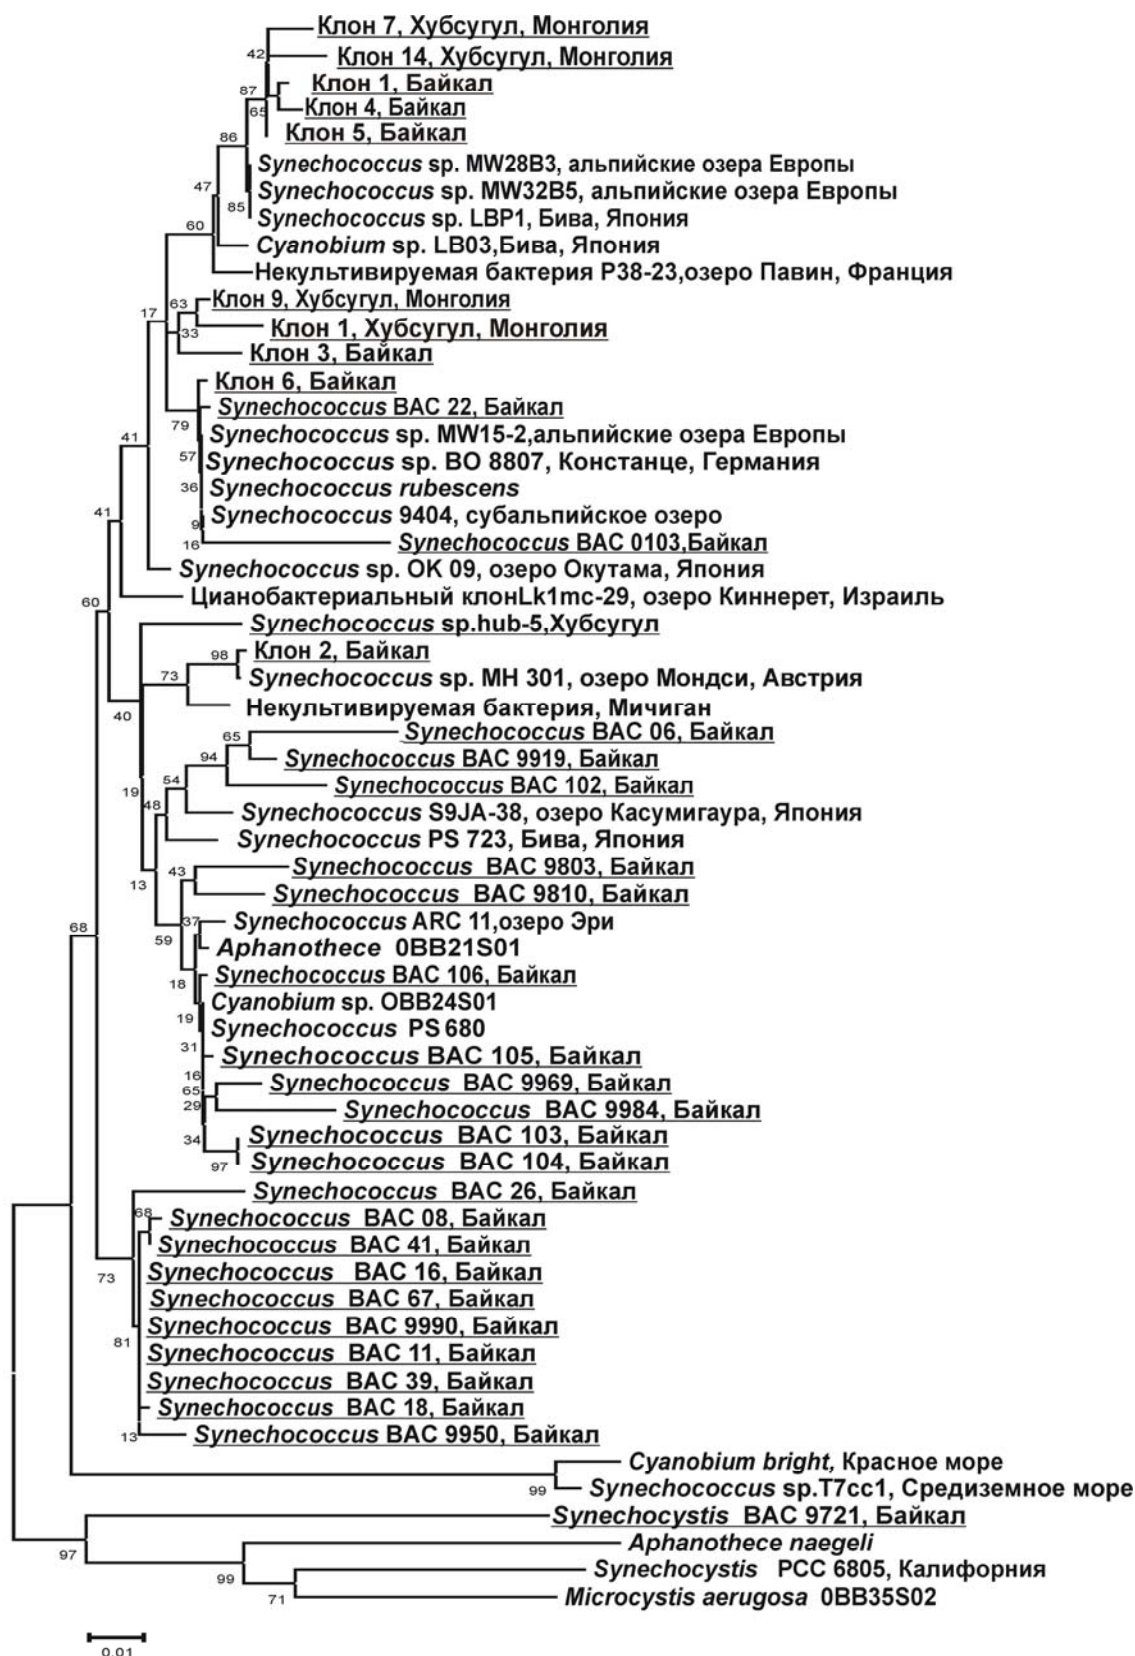 Клон 7, Хубсугул, Монголия
42
Клон 14, Хубсугул, Монголия
Клон 1, Байкал
87
65
Клон 4, Байкал
Клон 5, Байкал
86
Synechococcus sp. MW28B3, альпийские озера Европы
47
Synechococcus sp. MW32B5, альпийские озера Европы
85
Synechococcus sp. LBP1, Бива, Япония
60
Cyanobium sp. LB03,Бива, Япония
Некультивируемая бактерия P38-23,озеро Павин, Франция
63
Клон 9, Хубсугул, Монголия
17
33
Клон 1, Хубсугул, Монголия
Клон 3, Байкал
Клон 6, Байкал
Synechococcus BAC 22, Байкал
79
Synechococcus sp. MW15-2,альпийские озера Европы
41
57
Synechococcus sp. BO 8807, Констанце, Германия
36
Synechococcus rubescens
41
9
Synechococcus 9404, субальпийское озеро
16
Synechococcus BAC 0103,Байкал
Synechococcus sp. OK 09, озеро Окутама, Япония
60
Цианобактериальный клонLk1mc-29, озеро Киннерет, Израиль
Synechococcus sp.hub-5,Хубсугул
98
Клон 2, Байкал
73
Synechococcus sp. MH 301, озеро Мондси, Австрия
40
Некультивируемая бактерия, Мичиган
65
Synechococcus BAC 06, Байкал
94
Synechococcus BAC 9919, Байкал
54
Synechococcus BAC 102, Байкал
19
48
Synechococcus S9JA-38, озеро Касумигаура, Япония
Synechococcus PS 723, Бива, Япония
13
43
Synechococcus BAC 9803, Байкал
Synechococcus BAC 9810, Байкал
68
37
Synechococcus ARC 11,озеро Эри
59
Aphanothece 0BB21S01
18
Synechococcus BAC 106, Байкал
Cyanobium sp. OBB24S01
19
Synechococcus PS 680
31
Synechococcus BAC 105, Байкал
16
65
Synechococcus BAC 9969, Байкал
29
Synechococcus BAC 9984, Байкал
34
Synechococcus BAC 103, Байкал
97
Synechococcus BAC 104, Байкал
Synechococcus BAC 26, Байкал
68
Synechococcus BAC 08, Байкал
Synechococcus BAC 41, Байкал
73
Synechococcus BAC 16, Байкал
Synechococcus BAC 67, Байкал
Synechococcus BAC 9990, Байкал
81
Synechococcus BAC 11, Байкал
Synechococcus BAC 39, Байкал
Synechococcus BAC 18, Байкал
13
Synechococcus BAC 9950, Байкал
Cyanobium bright, Красное море
99
Synechococcus sp.T7cc1, Средиземное море
Synechocystis BAC 9721, Байкал
97
Aphanothece naegeli
99
Synechocystis PCC 6805, Калифорния
71
Microcystis aerugosa 0BB35S02
0.01